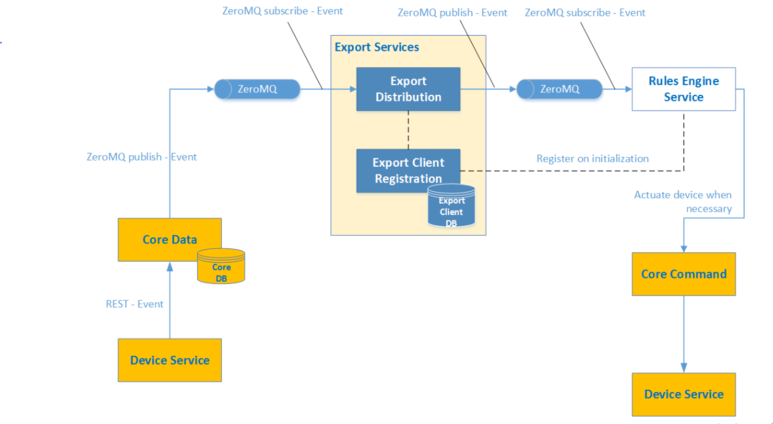 ZeroMQ subscribe - Event
ZeroMQ publish - Event
ZeroMQ subscribe - Event
Export Services
ZeroMQ
Export
Distribution
ZeroMQ
Rules Engine
Service
ZeroMQ publish - Event
Export Client
Registration
Register on initialization
Export
Client
DB
Actuate device when
necessary
Core Data
Core
DB
Core Command
REST - Event
Device Service
Device Service